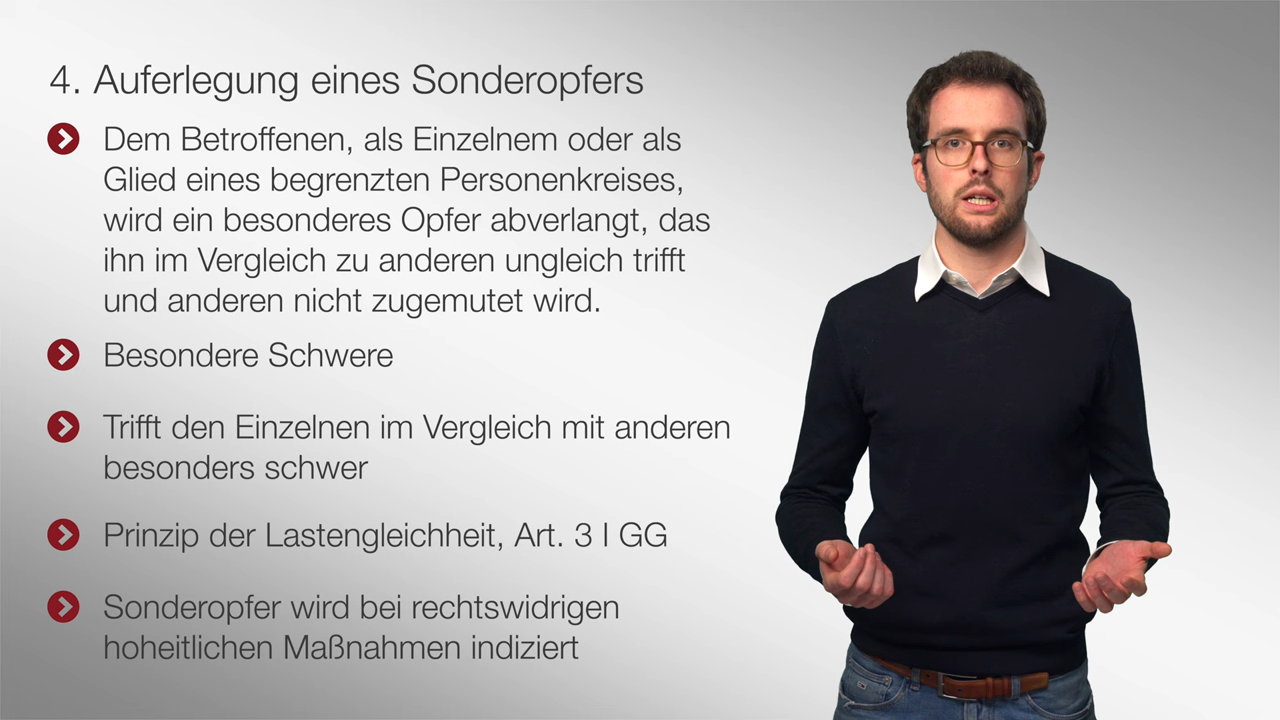 4. Auferlegung eines Sonderopfers
Dem Betroffenen, als Einzelnem oder als
Glied eines begrenzten Personenkreises,
wird ein besonderes Opfer abverlangt, das
ihn im Vergleich zu anderen ungleich trifft
und anderen nicht zugemutet wird.
Besondere Schwere
Trifft den Einzelnen im Vergleich mit anderen
besonders schwer
Prinzip der Lastengleichheit, Art. 3 I GG
Sonderopfer wird bei rechtswidrigen
hoheitlichen Maßnahmen indiziert